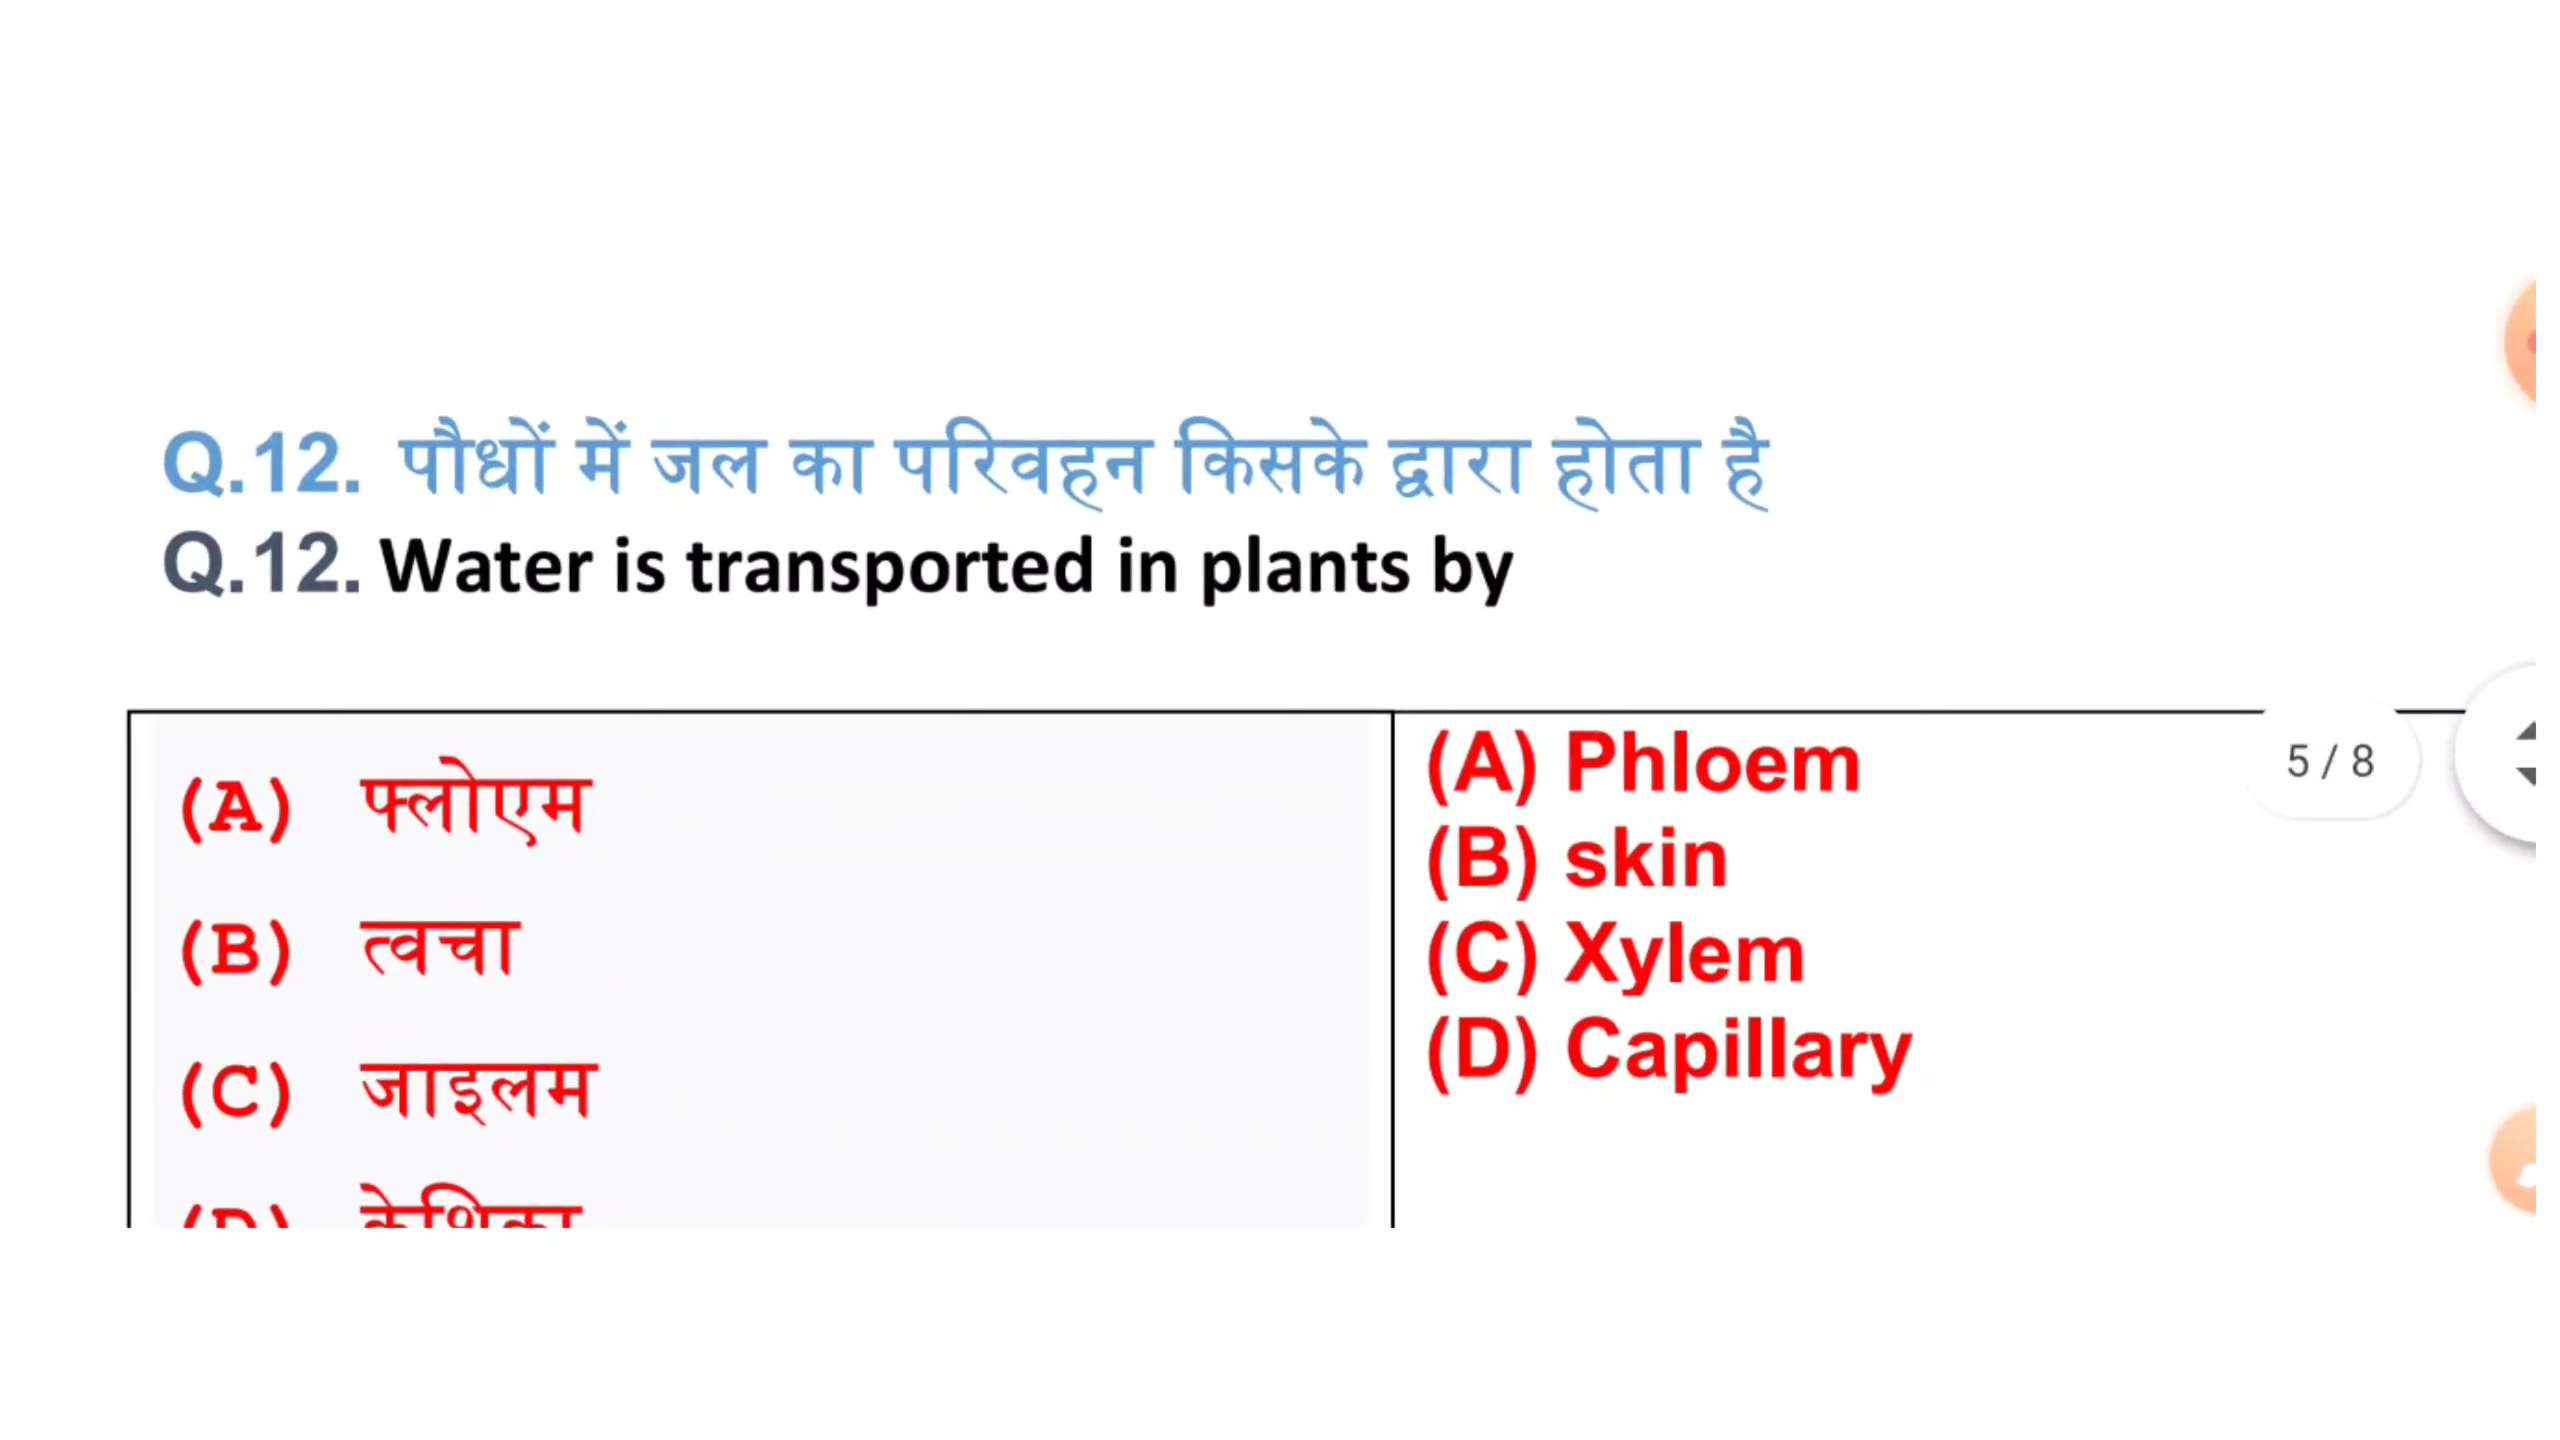 Q.12. पौधों में जल का परिवहन किसके द्वारा होता है
Q.12. Water is transported in plants by
(A) फ्लोएम
(B) त्वचा
(C) जाइलम
(D) केशिका
(A) Phloem
(B) skin
(C) Xylem
(D) Capillary
5 / 8